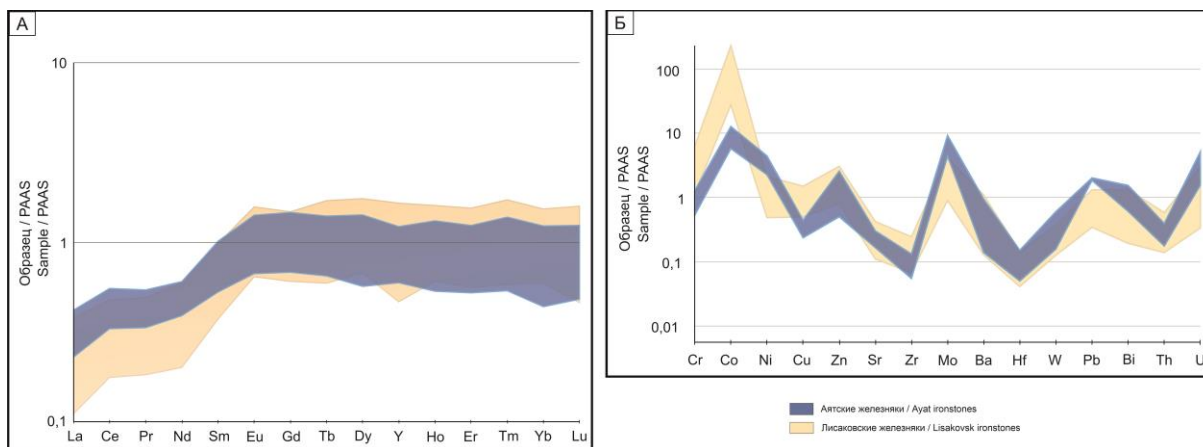 А
Образец / PAAS
Sample / PAAS
10
1
0,1
La Ce Pr Nd Sm Eu Gd Tb Dy Y Ho Er Tm Yb Lu
Б
Образец / PAAS
Sample / PAAS
100
10
1
0,1
0,01
Cr Co Ni Cu Zn Sr Zr Mo Ba Hf W Pb Bi Th U
Аятские железняки / Ayat ironstones
Лисаковские железняки / Lisakovsk ironstones